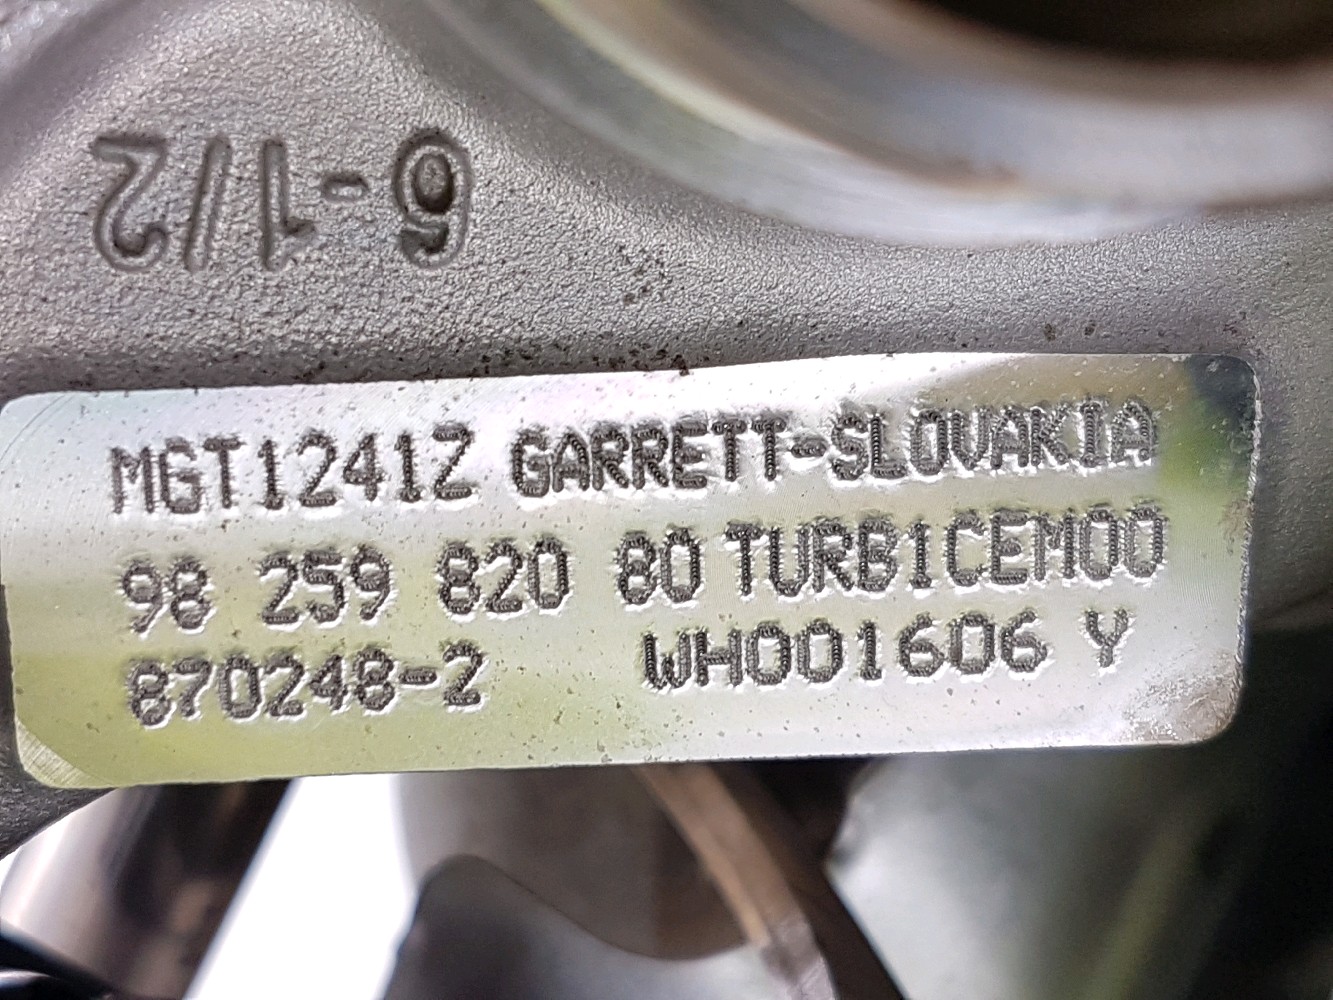 6-1/2
MGT1241Z GARRETT-SLOVAKIA
98 259 820 80 TURB1CEM00
870248-2 WH001606 Y